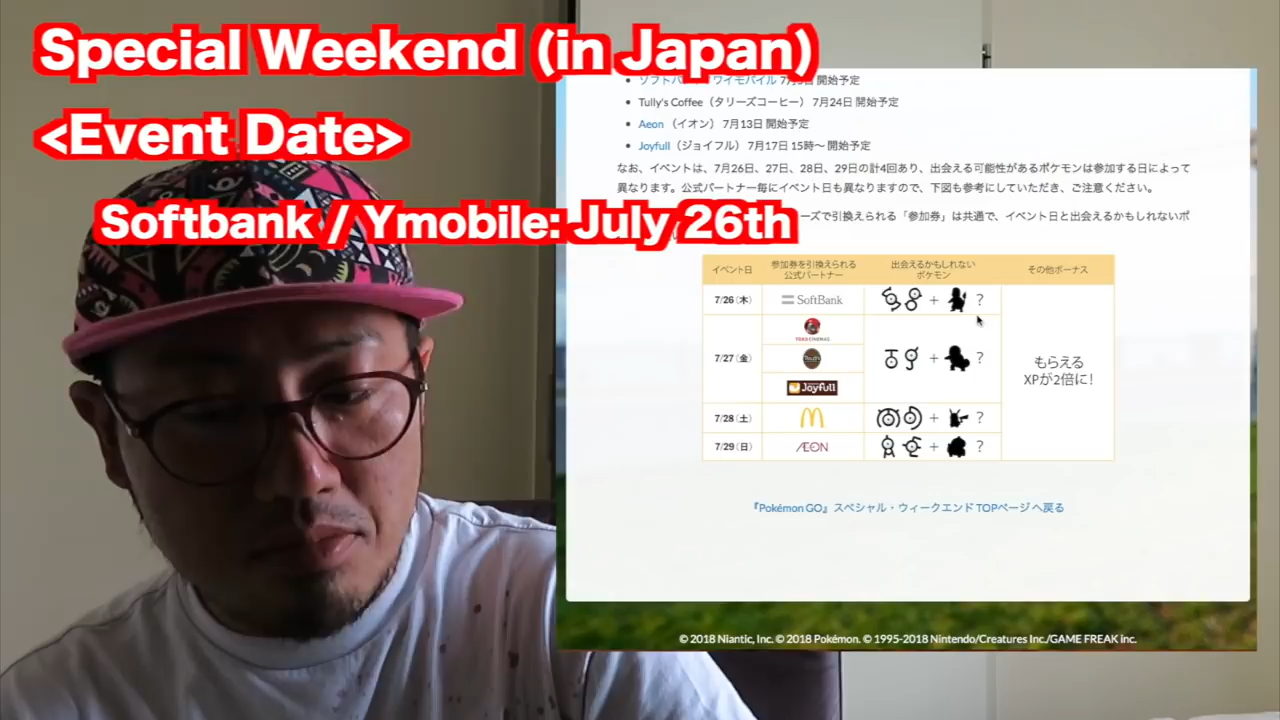 Special Weekend (in Japan)
<Event Date>
Softbank / Ymobile: July 26th
ワイモバイル 7月 開始予定
Tully's Coffee（タリーズコーヒー） 7月24日 開始予定
Aeon （イオン） 7月13日 開始予定
Joyfull（ジョイフル） 7月17日 15時～ 開始予定
なお、イベントは、7月26日、27日、28日、29日の計4回あり、出会える可能性があるポケモンは参加する日によって
異なります。公式パートナー毎にイベント日も異なりますので、下図も参考にしていただき、ご注意ください。
ーズで引換えられる「参加券」は共通で、イベント日と出会えるかもしれないポ
イベント日 参加券を引換えられる 公式パートナー 出会えるかもしれない ポケモン その他ボーナス
7/26（木） SoftBank + ?
7/27（金） TOHO CINEMAS
Joyfull + ?
もらえる
XPが2倍に!
7/28（土） + ?
7/29（日） ÆON + ?
『Pokémon GO』スペシャル・ウィークエンド TOPページへ戻る
© 2018 Niantic, Inc. © 2018 Pokémon. © 1995-2018 Nintendo/Creatures Inc./GAME FREAK inc.